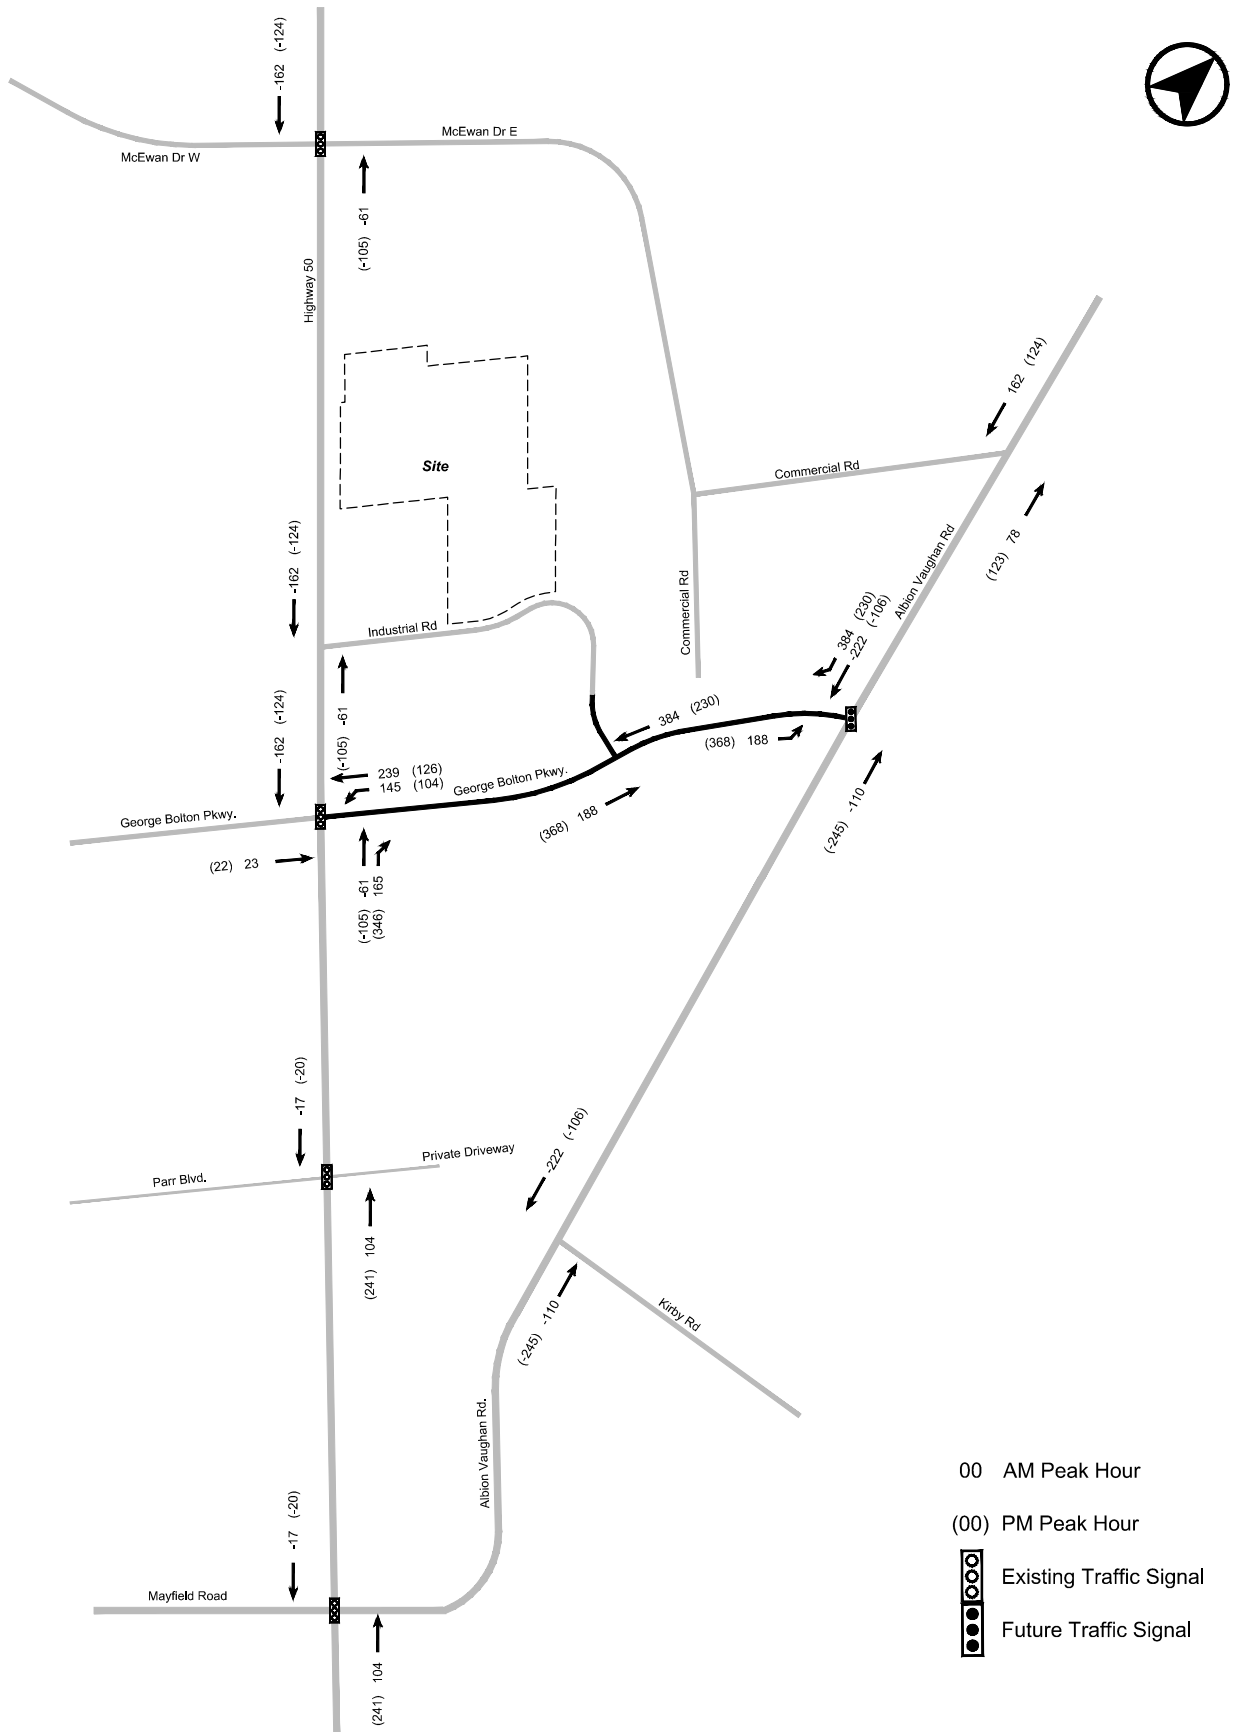 -162 (-124)
McEwan Dr E
McEwan Dr W
(-105) -61
Highway 50
162 (124)
Site
Commercial Rd
-162 (-124)
(123) 78
Albion Vaughan Rd
Industrial Rd
Commercial Rd
384 (230)
-222 (-106)
-162 (-124)
(-105) -61
384 (230)
(368) 188
239 (126)
145 (104)
George Bolton Pkwy.
George Bolton Pkwy.
(368) 188
(-245) -110
(22) 23
(-105) -61
(346) 165
-17 (-20)
Private Driveway
Parr Blvd.
-222 (-106)
(241) 104
(-245) -110
Kirby Rd
Albion Vaughan Rd.
-17 (-20)
Mayfield Road
(241) 104
00 AM Peak Hour
(00) PM Peak Hour
Existing Traffic Signal
Future Traffic Signal